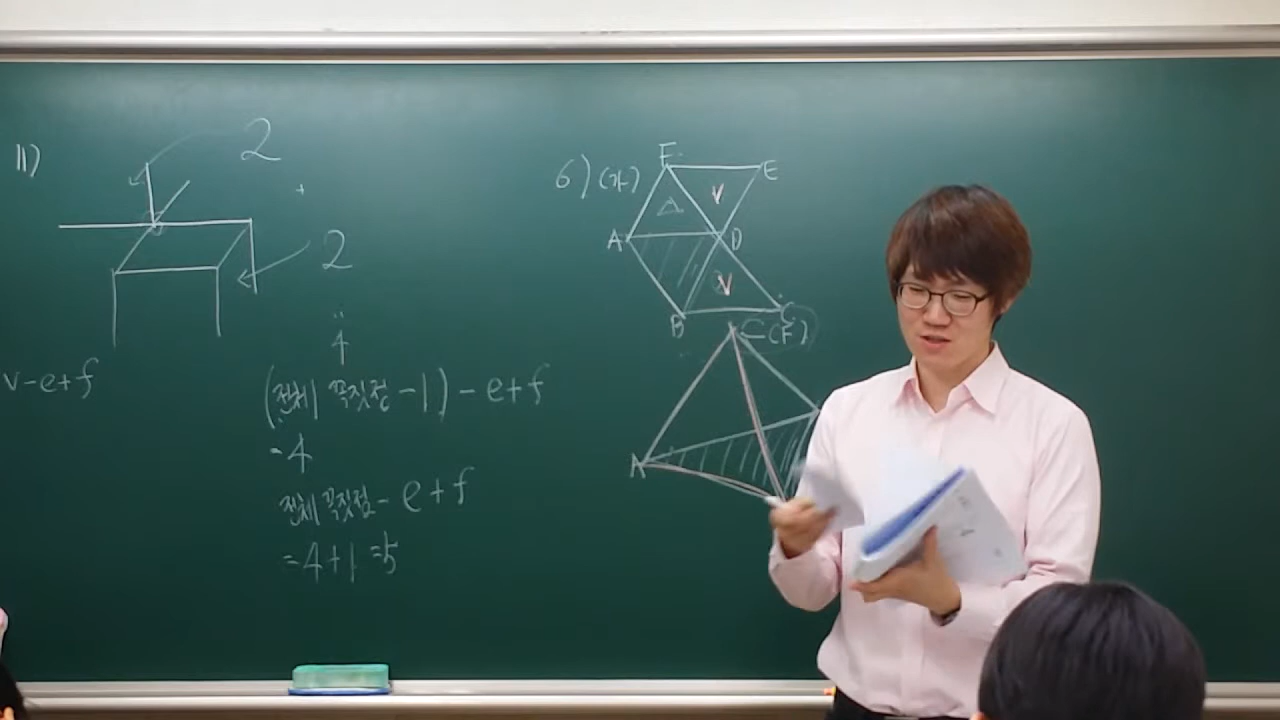 11)
2
2
4
v-e+f
(전체 꼭짓점 -1) - e+f
=4
전체 꼭짓점 - e+f
=4+1=5
6) (가)
F
E
A
D
B
C
C(F)
A